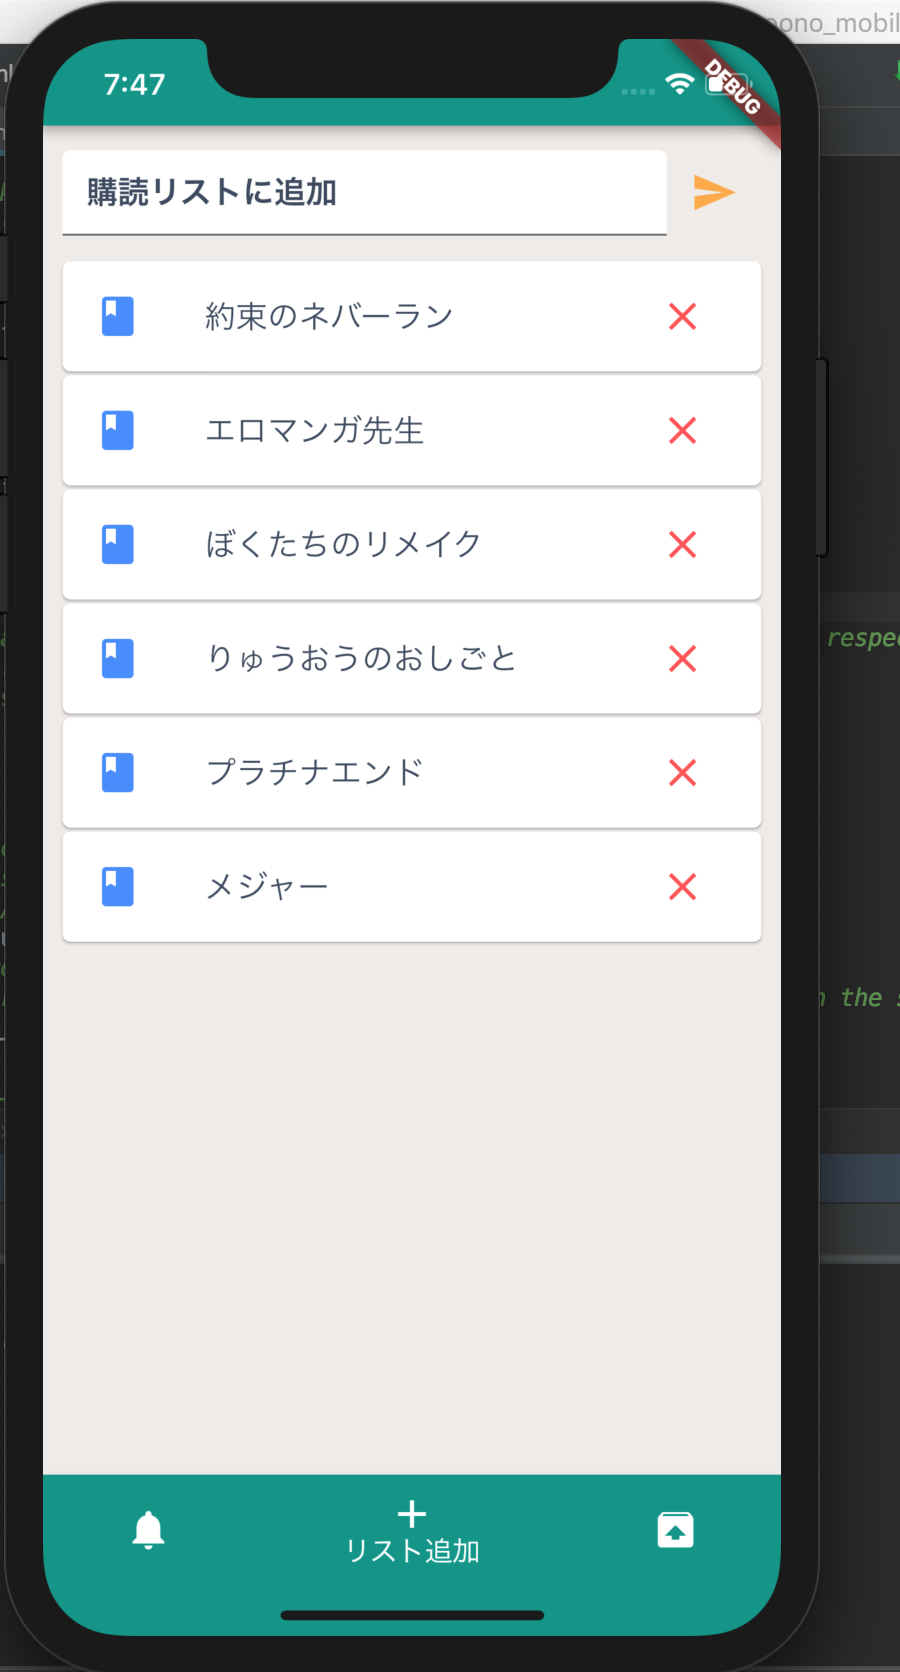 oono_mobil
7:47
DEBUG
購読リストに追加
約束のネバーラン
エロマンガ先生
ぼくたちのリメイク
りゅうおうのおしごと
respe
プラチナエンド
メジャー
the
リスト追加